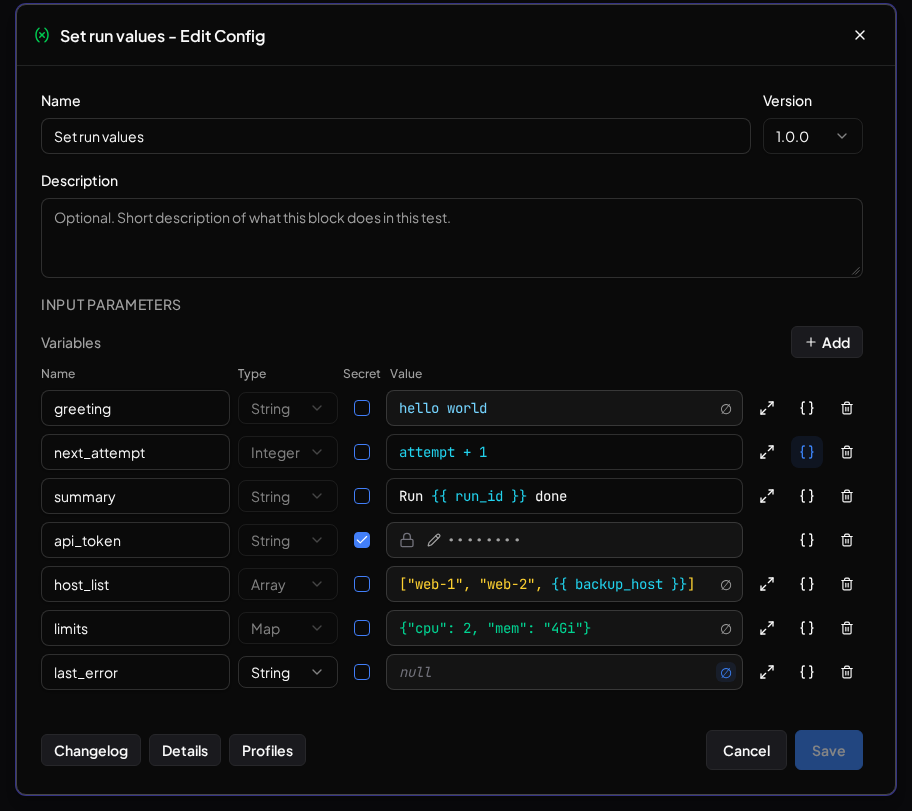 Set run values - Edit Config
Name
Version
Set run values
1.0.0
Description
Optional. Short description of what this block does in this test.
INPUT PARAMETERS
Variables
+ Add
Name Type Secret Value
greeting String hello world ∅ {}
next_attempt Integer attempt + 1 {}
summary String Run {{ run_id }} done {}
api_token String •••••••• {}
host_list Array ["web-1", "web-2", {{ backup_host }}] ∅ {}
limits Map {"cpu": 2, "mem": "4Gi"} ∅ {}
last_error String null ∅ {}
Changelog Details Profiles Cancel Save